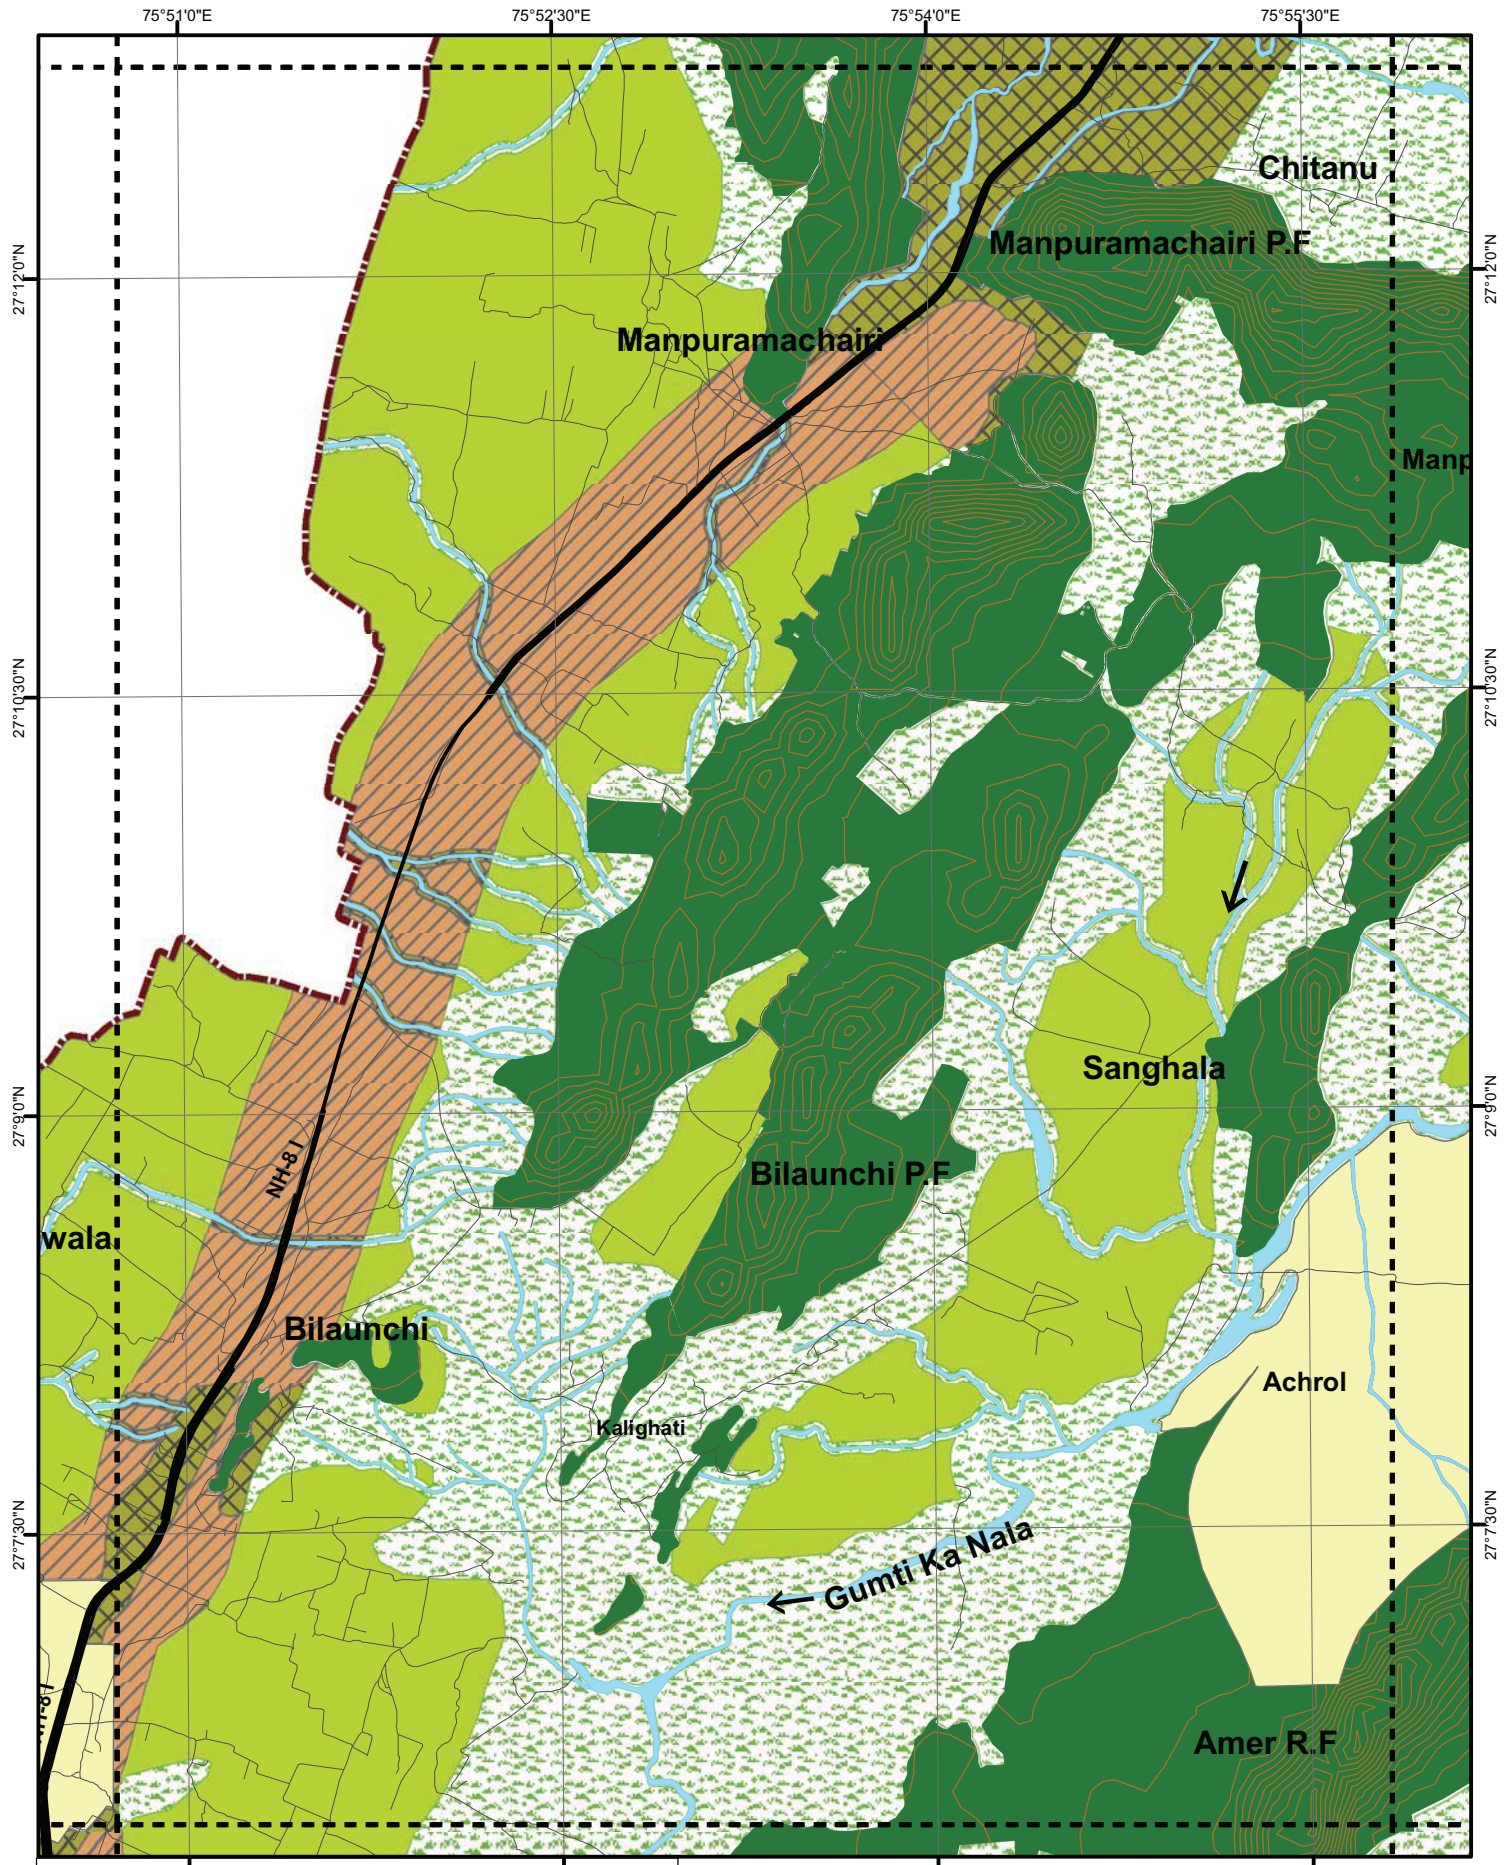 75°51'0"E
75°52'30"E
75°54'0"E
75°55'30"E
Chitanu
Manpuramachairi P.F
27°12'0"N
27°12'0"N
Manpuramachairi
Manp
27°10'30"N
27°10'30"N
Sanghala
27°9'0"N
27°9'0"N
NH-8 I
Bilaunchi P.F
wala
Bilaunchi
Achrol
Kalighati
27°7'30"N
27°7'30"N
Gumti Ka Nala
NH-8 I
Amer R.F